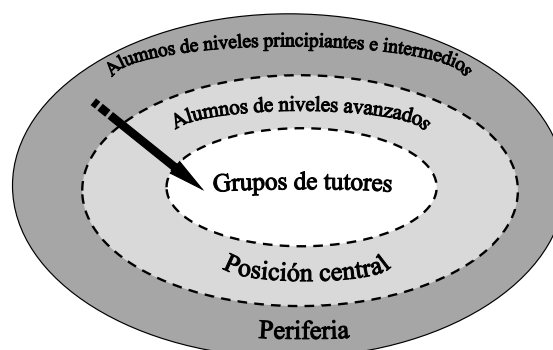 Alumnos de niveles principiantes e intermedios
Alumnos de niveles avanzados
Grupos de tutores
Posición central
Periferia